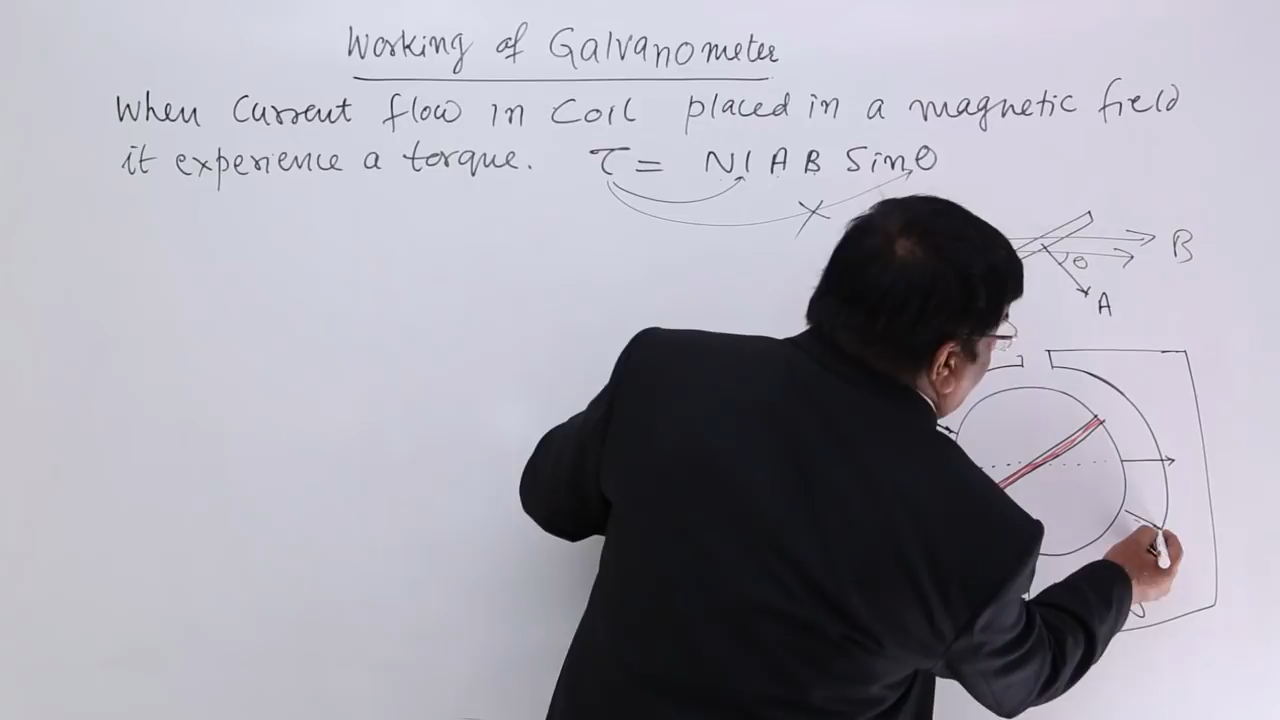 Working of Galvanometer
When Current flow in Coil placed in a magnetic field
it experience a torque. τ = N I A B Sinθ
B
θ
A